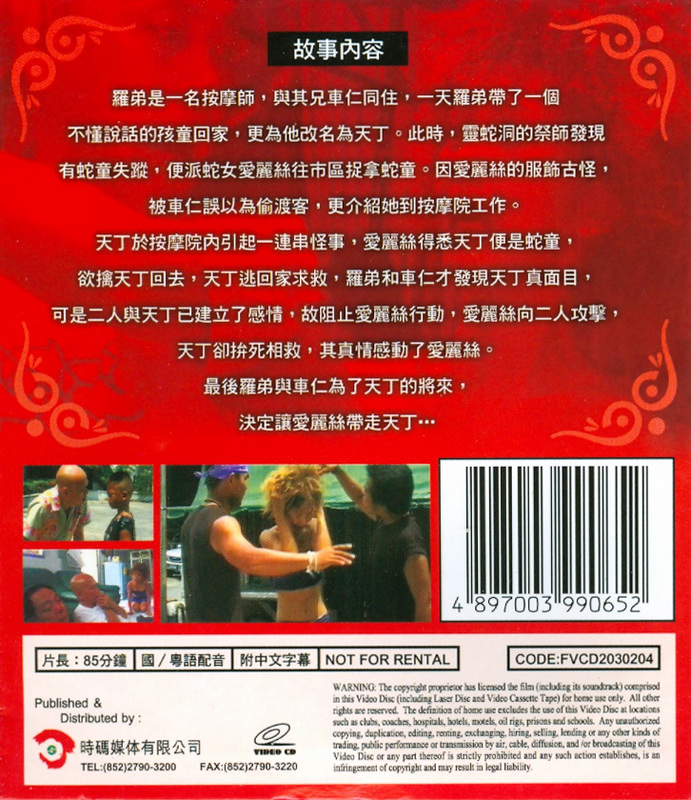 故事內容
羅弟是一名按摩師，與其兄車仁同住，一天羅弟帶了一個
不懂說話的孩童回家，更為他改名為天丁。此時，靈蛇洞的祭師發現
有蛇童失蹤，便派蛇女愛麗絲往市區捉拿蛇童。因愛麗絲的服飾古怪，
被車仁誤以為偷渡客，更介紹她到按摩院工作。
天丁於按摩院內引起一連串怪事，愛麗絲得悉天丁便是蛇童，
欲擒天丁回去，天丁逃回家求救，羅弟和車仁才發現天丁真面目，
可是二人與天丁已建立了感情，故阻止愛麗絲行動，愛麗絲向二人攻擊，
天丁卻拚死相救，其真情感動了愛麗絲。
最後羅弟與車仁為了天丁的將來，
決定讓愛麗絲帶走天丁…
4 897003 990652
片長：85分鐘 國／粵語配音 附中文字幕 NOT FOR RENTAL CODE:FVCD2030204
Published &
Distributed by :
時碼媒体有限公司
TEL:(852)2790-3200 FAX:(852)2790-3220
VIDEO CD
WARNING: The copyright proprietor has licensed the film (including its soundtrack) comprised
in this Video Disc (including Laser Disc and Video Cassette Tape) for home use only. All other
rights are reserved. The definition of home use excludes the use of this Video Disc at locations
such as clubs, coaches, hospitals, hotels, motels, oil rigs, prisons and schools. Any unauthorized
copying, duplication, editing, renting, exchanging, hiring, selling, lending or any other kinds of
trading, public performance or transmission by air, cable, diffusion, and /or broadcasting of this
Video Disc or any part thereof is strictly prohibited and any such action establishes, is an
infringement of copyright and may result in legal liability.